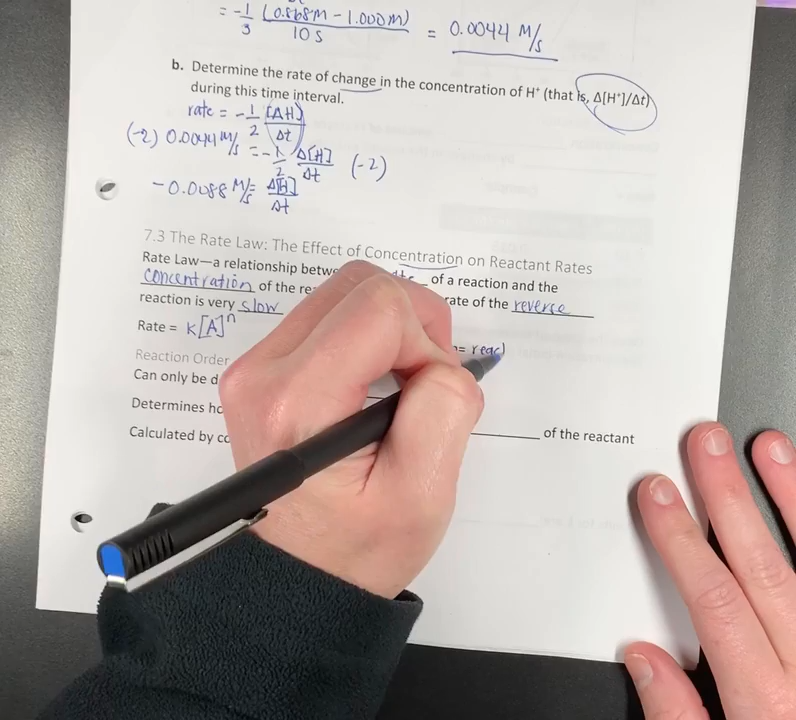 = -1/3 (0.868M - 1.000M) / 10 s = 0.0044 M/s
b. Determine the rate of change in the concentration of H⁺ (that is, Δ[H⁺]/Δt)
during this time interval.
rate = -1/2 [ΔH]/Δt
(-2) 0.0044 M/s = -1/2 Δ[H]/Δt (-2)
-0.0088 M/s = Δ[H]/Δt
7.3 The Rate Law: The Effect of Concentration on Reactant Rates
Rate Law—a relationship betw of a reaction and the
concentration of the re rate of the reverse
reaction is very slow
Rate = K[A]ⁿ = reac
Reaction Order
Can only be d
Determines ho
Calculated by co of the reactant